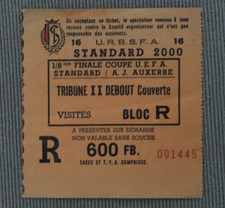 En acceptant ce ticket, le spectateur renonce à tout
recours contre le Comité organisateur qui n'est pas
responsable des accidents.
16 U.R.B.S.F.A. 16
STANDARD 2000
1/8 FINALE COUPE U.E.F.A.
STANDARD / A.J. AUXERRE
TRIBUNE II DEBOUT Couverte
VISITES BLOC R
A PRESENTER SUR DEMANDE
NON VALABLE SANS SOUCHE
R 600 FB. 001445
TAXES ET T.V.A. COMPRISES.